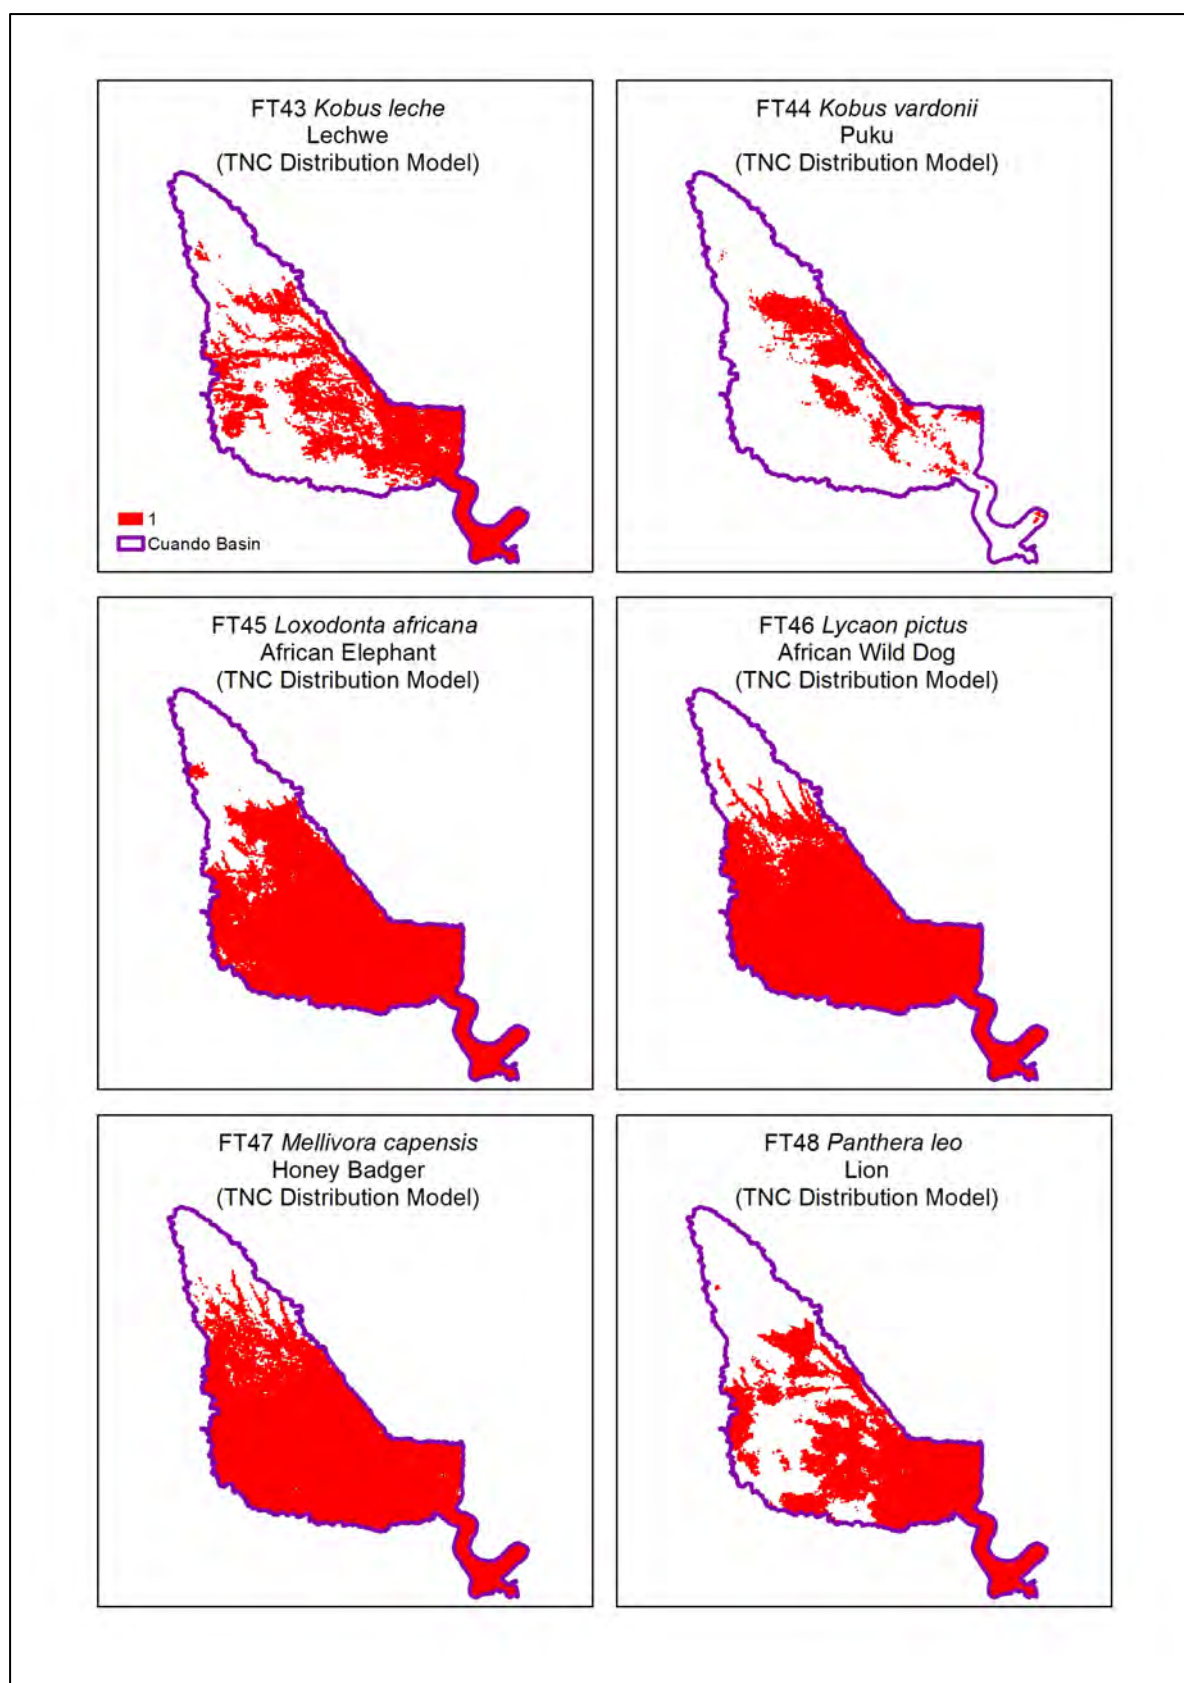 FT43 Kobus leche
Lechwe
(TNC Distribution Model)
1
Cuando Basin
FT44 Kobus vardonii
Puku
(TNC Distribution Model)
FT45 Loxodonta africana
African Elephant
(TNC Distribution Model)
FT46 Lycaon pictus
African Wild Dog
(TNC Distribution Model)
FT47 Mellivora capensis
Honey Badger
(TNC Distribution Model)
FT48 Panthera leo
Lion
(TNC Distribution Model)